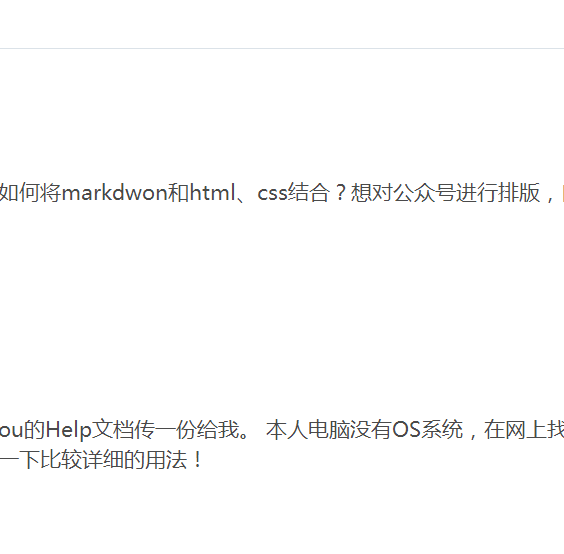 如何将markdwon和html、css结合？想对公众号进行排版，
ou的Help文档传一份给我。 本人电脑没有OS系统，在网上找
一下比较详细的用法！